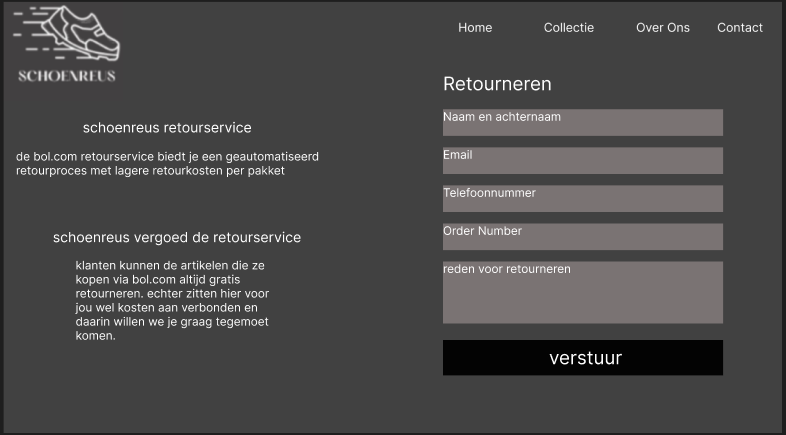 SCHOENREUS
Home Collectie Over Ons Contact
schoenreus retourservice
de bol.com retourservice biedt je een geautomatiseerd
retourproces met lagere retourkosten per pakket
schoenreus vergoed de retourservice
klanten kunnen de artikelen die ze
kopen via bol.com altijd gratis
retourneren. echter zitten hier voor
jou wel kosten aan verbonden en
daarin willen we je graag tegemoet
komen.
Retourneren
Naam en achternaam
Email
Telefoonnummer
Order Number
reden voor retourneren
verstuur